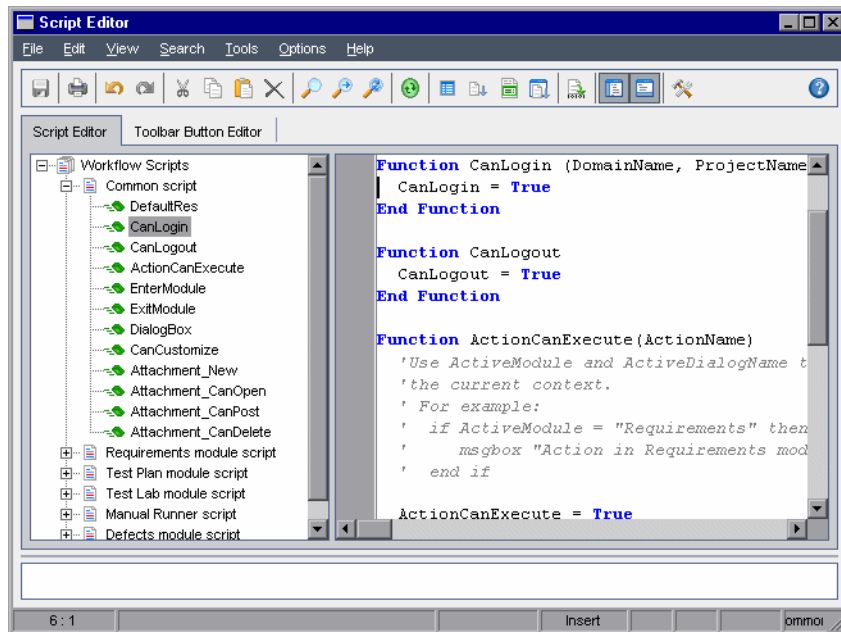 Script Editor
File Edit View Search Tools Options Help
Script Editor Toolbar Button Editor
Workflow Scripts
Common script
DefaultRes
CanLogin
CanLogout
ActionCanExecute
EnterModule
ExitModule
DialogBox
CanCustomize
Attachment_New
Attachment_CanOpen
Attachment_CanPost
Attachment_CanDelete
Requirements module script
Test Plan module script
Test Lab module script
Manual Runner script
Defects module script
Function CanLogin (DomainName, ProjectName
CanLogin = True
End Function
Function CanLogout
CanLogout = True
End Function
Function ActionCanExecute(ActionName)
'Use ActiveModule and ActiveDialogName t
'the current context.
' For example:
' if ActiveModule = "Requirements" then
' msgbox "Action in Requirements mod
' end if
ActionCanExecute = True
6 : 1 Insert